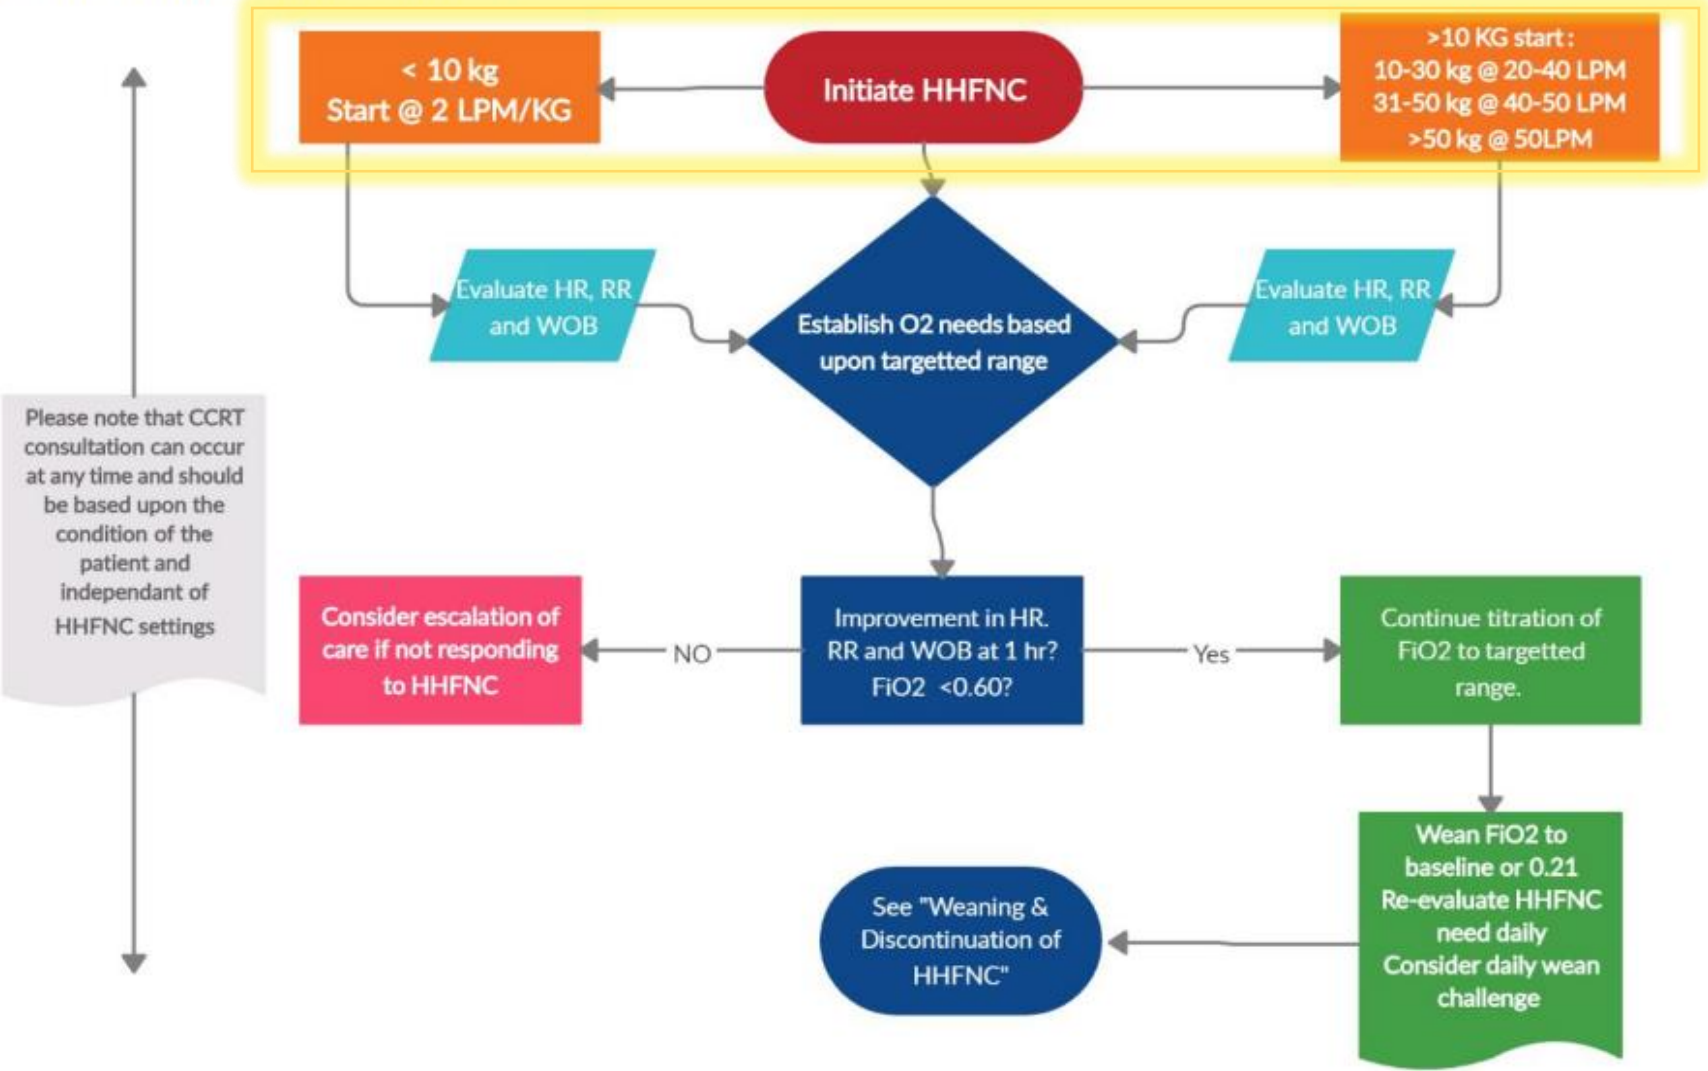 < 10 kg
Start @ 2 LPM/KG
Initiate HHFNC
>10 KG start :
10-30 kg @ 20-40 LPM
31-50 kg @ 40-50 LPM
>50 kg @ 50LPM
Evaluate HR, RR
and WOB
Establish O2 needs based
upon targetted range
Evaluate HR, RR
and WOB
Please note that CCRT
consultation can occur
at any time and should
be based upon the
condition of the
patient and
independant of
HHFNC settings
Consider escalation of
care if not responding
to HHFNC
NO
Improvement in HR.
RR and WOB at 1 hr?
FiO2 <0.60?
Yes
Continue titration of
FiO2 to targetted
range.
Wean FiO2 to
baseline or 0.21
Re-evaluate HHFNC
need daily
Consider daily wean
challenge
See "Weaning &
Discontinuation of
HHFNC"